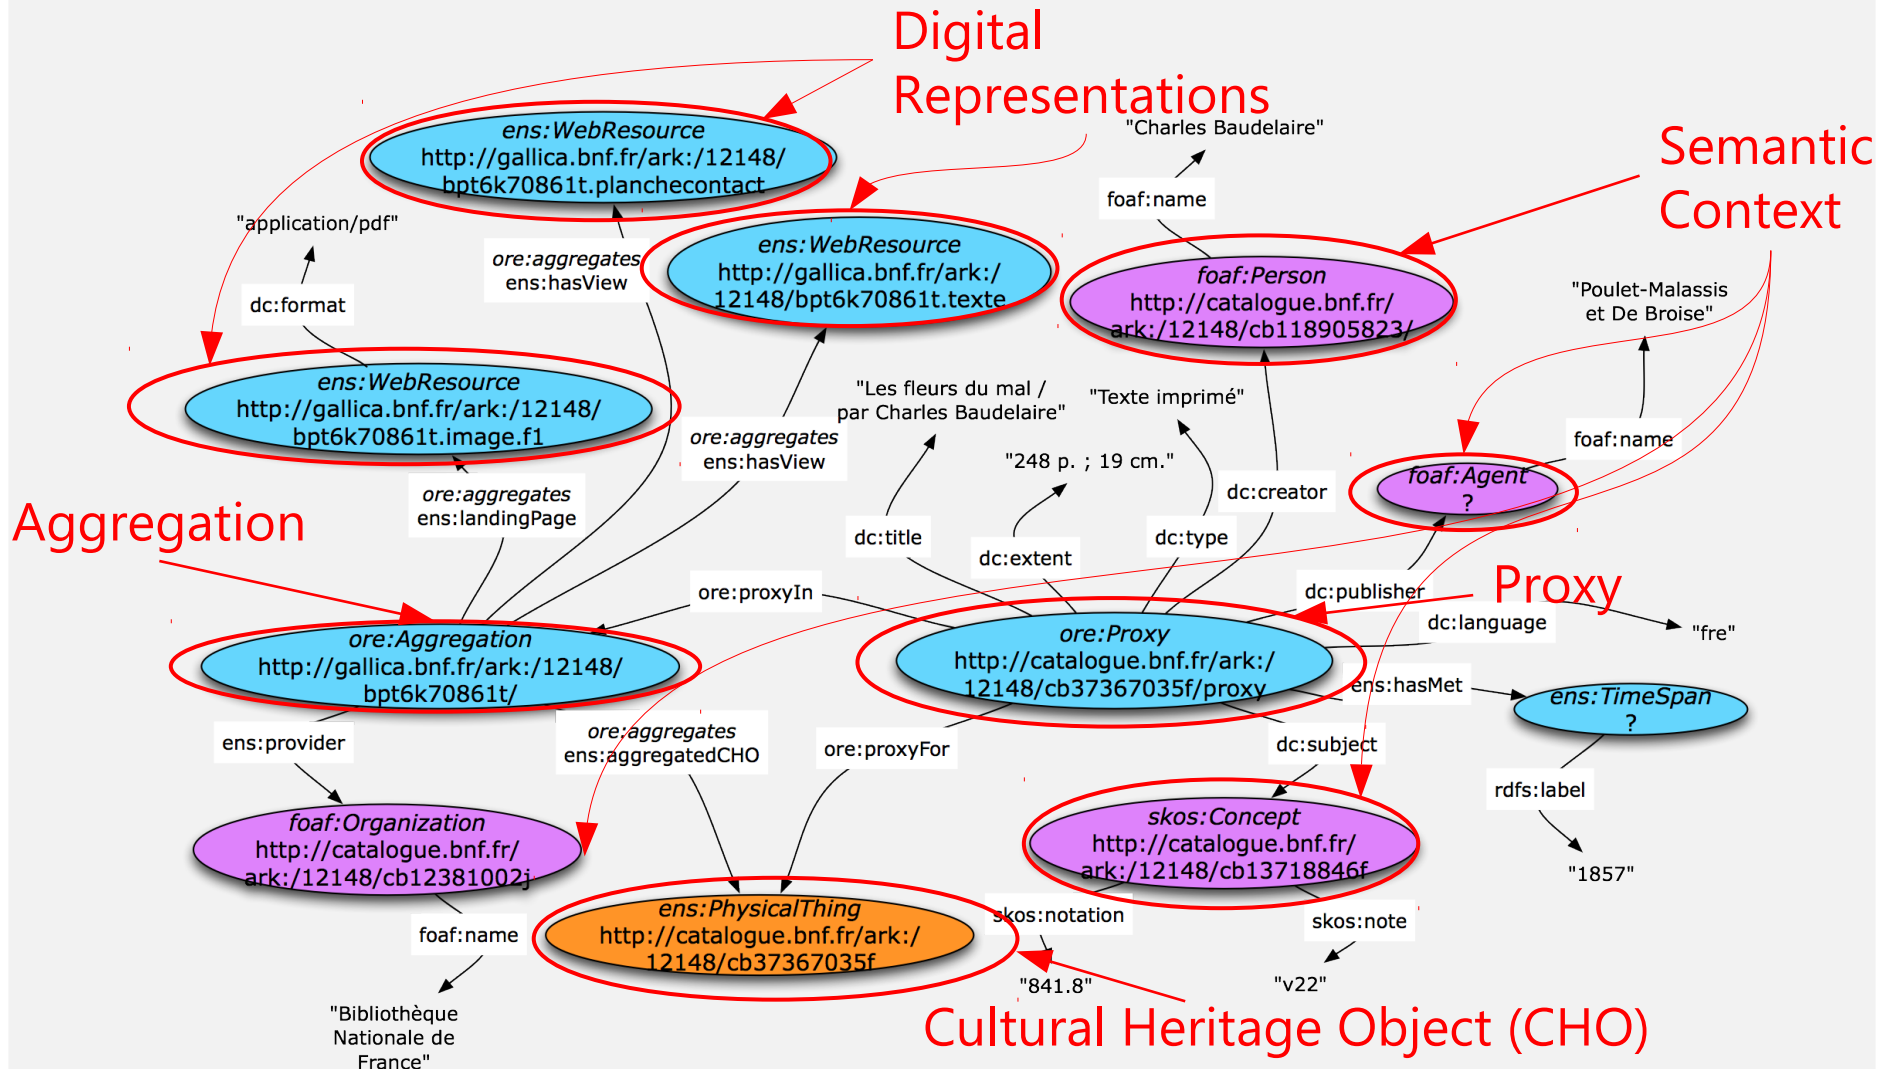 Digital
Representations
ens:WebResource
http://gallica.bnf.fr/ark:/12148/
bpt6k70861t.planchecontact
"Charles Baudelaire"
Semantic
Context
foaf:name
"application/pdf"
ore:aggregates
ens:hasView
ens:WebResource
http://gallica.bnf.fr/ark:/
12148/bpt6k70861t.texte
foaf:Person
http://catalogue.bnf.fr/
ark:/12148/cb118905823/
dc:format
"Poulet-Malassis
et De Broise"
ens:WebResource
http://gallica.bnf.fr/ark:/12148/
bpt6k70861t.image.f1
"Les fleurs du mal /
par Charles Baudelaire"
"Texte imprimé"
ore:aggregates
ens:hasView
"248 p. ; 19 cm."
foaf:name
foaf:Agent
?
ore:aggregates
ens:landingPage
dc:creator
Aggregation
dc:title
dc:extent
dc:type
ore:proxyIn
dc:publisher
Proxy
dc:language
"fre"
ore:Aggregation
http://gallica.bnf.fr/ark:/12148/
bpt6k70861t/
ore:Proxy
http://catalogue.bnf.fr/ark:/
12148/cb37367035f/proxy
ens:hasMet
ens:TimeSpan
?
ens:provider
ore:aggregates
ens:aggregatedCHO
ore:proxyFor
dc:subject
rdfs:label
foaf:Organization
http://catalogue.bnf.fr/
ark:/12148/cb12381002j
skos:Concept
http://catalogue.bnf.fr/
ark:/12148/cb13718846f
"1857"
foaf:name
ens:PhysicalThing
http://catalogue.bnf.fr/ark:/
12148/cb37367035f
skos:notation
skos:note
"841.8"
"v22"
"Bibliothèque
Nationale de
France"
Cultural Heritage Object (CHO)